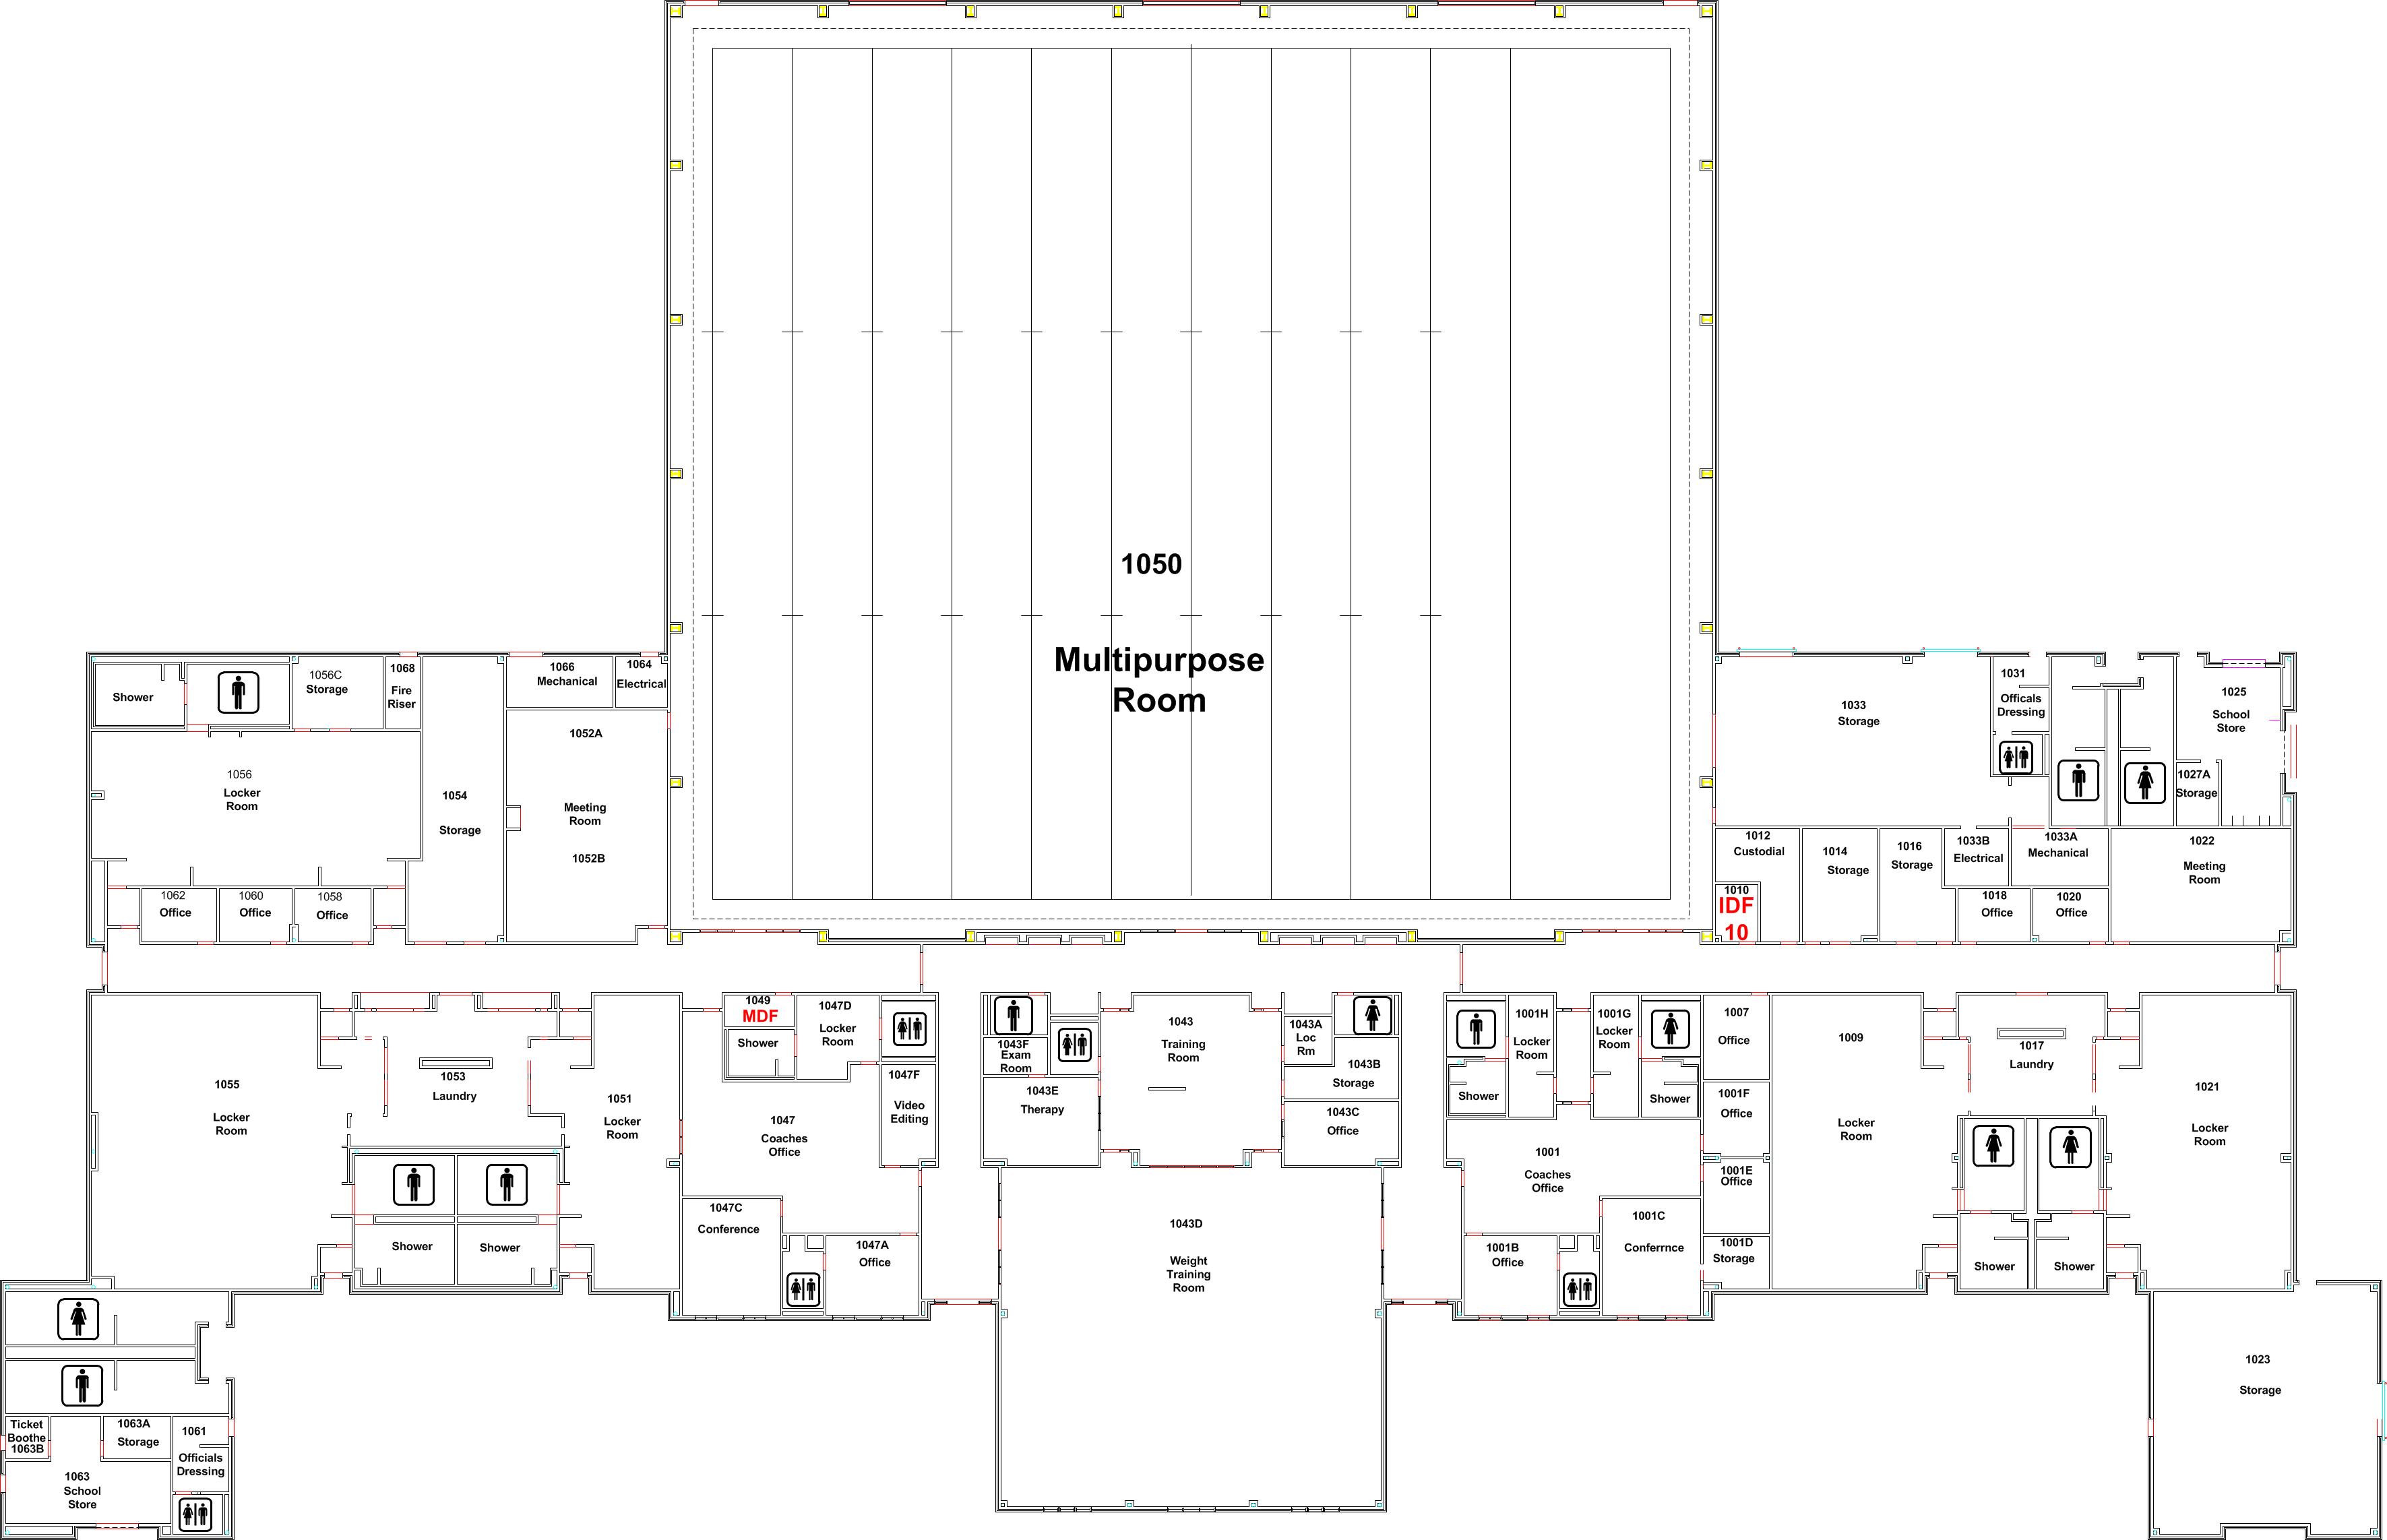 1050
Multipurpose
Room
Shower
1056C
Storage
1068
Fire
Riser
1066
Mechanical
1064
Electrical
1052A
Meeting
Room
1052B
1056
Locker
Room
1054
Storage
1062
Office
1060
Office
1058
Office
1033
Storage
1031
Officals
Dressing
1025
School
Store
1027A
Storage
1012
Custodial
1010
IDF
10
1014
Storage
1016
Storage
1033B
Electrical
1033A
Mechanical
1018
Office
1020
Office
1022
Meeting
Room
1055
Locker
Room
1053
Laundry
1051
Locker
Room
Shower
Shower
1049
MDF
Shower
1047D
Locker
Room
1047F
Video
Editing
1047
Coaches
Office
1047C
Conference
1047A
Office
1043F
Exam
Room
1043E
Therapy
1043
Training
Room
1043A
Loc
Rm
1043B
Storage
1043C
Office
1043D
Weight
Training
Room
1001H
Locker
Room
Shower
1001G
Locker
Room
Shower
1001
Coaches
Office
1001B
Office
1001C
Conferrnce
1007
Office
1001F
Office
1001E
Office
1001D
Storage
1009
Locker
Room
1017
Laundry
Shower
Shower
1021
Locker
Room
1023
Storage
Ticket
Boothe
1063B
1063A
Storage
1061
Officials
Dressing
1063
School
Store